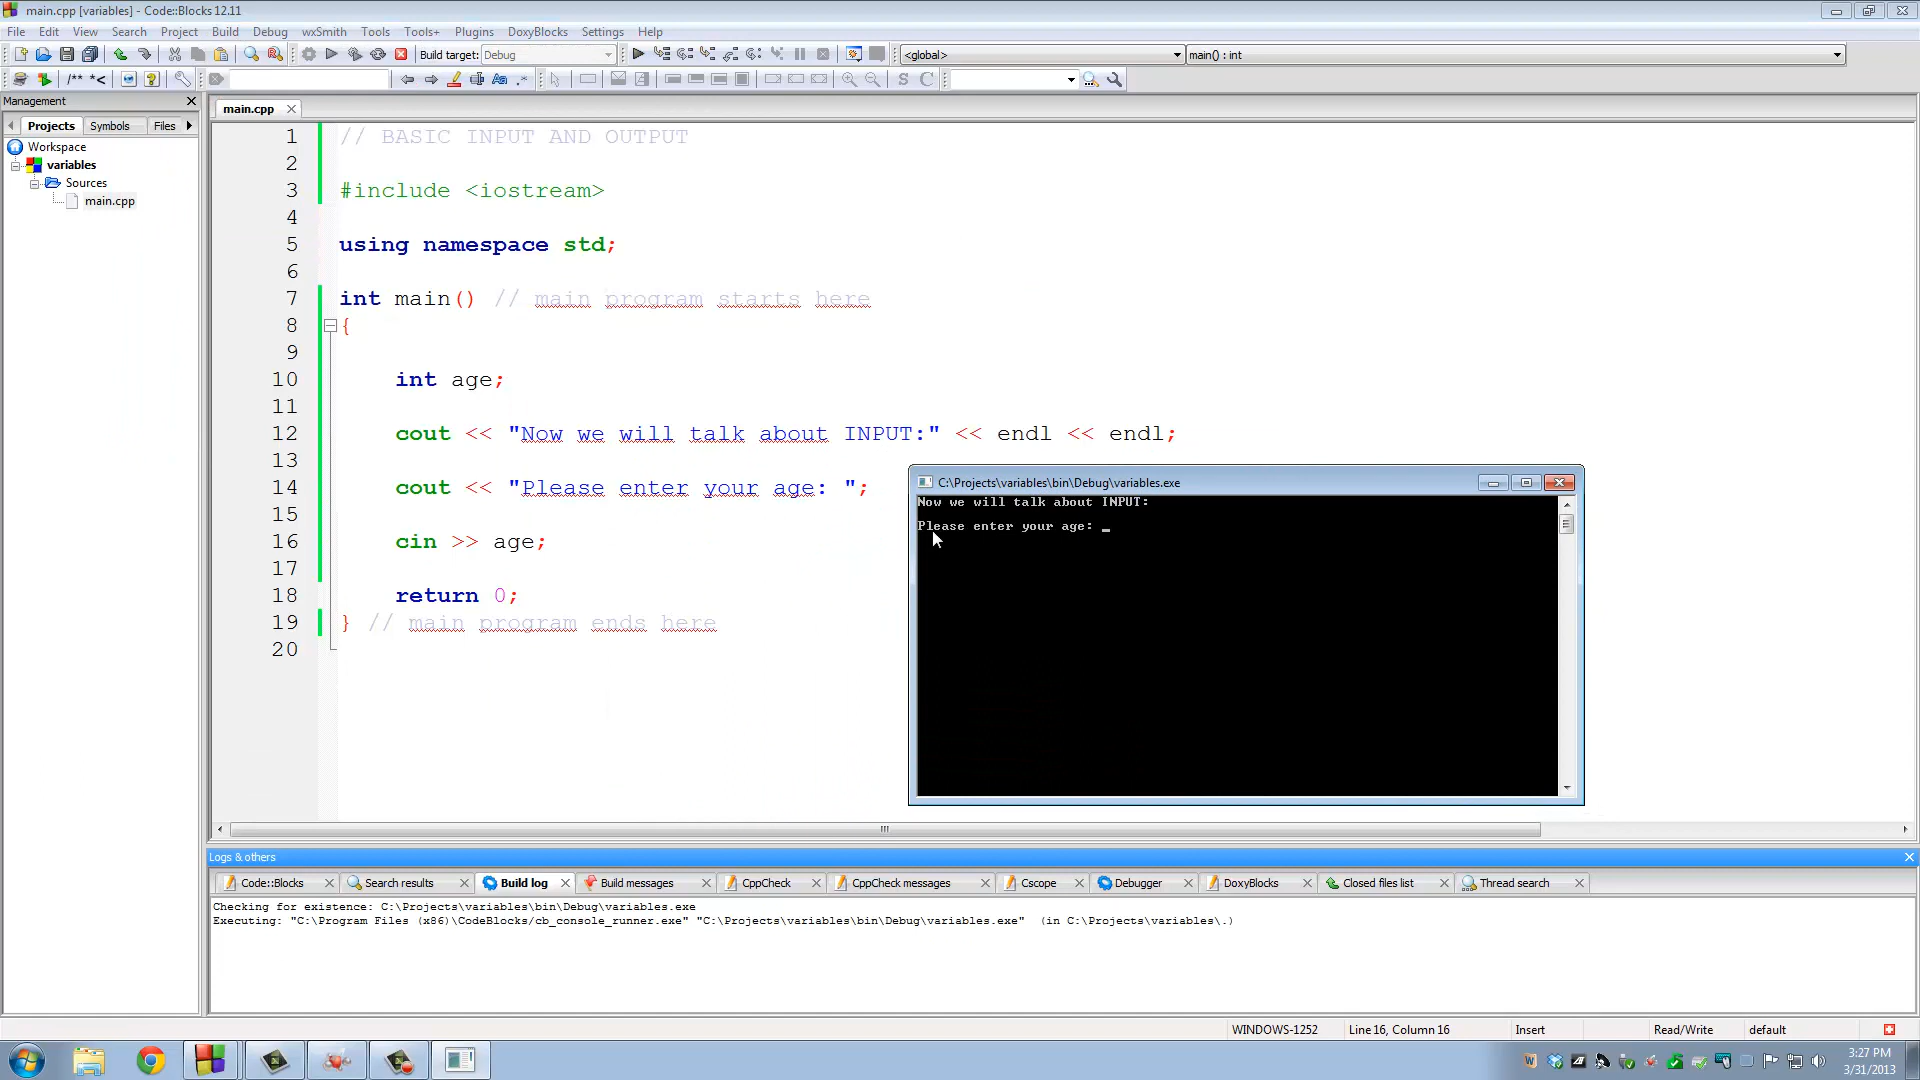 main.cpp [variables] - Code::Blocks 12.11
File Edit View Search Project Build Debug wxSmith Tools Tools+ Plugins DoxyBlocks Settings Help
Build target: Debug <global> main() : int
/** *< Aa .* S C
Management
Projects Symbols Files
Workspace
variables
Sources
main.cpp
main.cpp
1 // BASIC INPUT AND OUTPUT
2
3 #include <iostream>
4
5 using namespace std;
6
7 int main() // main program starts here
8 {
9
10 int age;
11
12 cout << "Now we will talk about INPUT:" << endl << endl;
13
14 cout << "Please enter your age: ";
15
16 cin >> age;
17
18 return 0;
19 } // main program ends here
20
C:\Projects\variables\bin\Debug\variables.exe
Now we will talk about INPUT:
Please enter your age: _
Logs & others
Code::Blocks Search results Build log Build messages CppCheck CppCheck messages Cscope Debugger DoxyBlocks Closed files list Thread search
Checking for existence: C:\Projects\variables\bin\Debug\variables.exe
Executing: "C:\Program Files (x86)\CodeBlocks/cb_console_runner.exe" "C:\Projects\variables\bin\Debug\variables.exe" (in C:\Projects\variables\.)
WINDOWS-1252 Line 16, Column 16 Insert Read/Write default
3:27 PM
3/31/2013